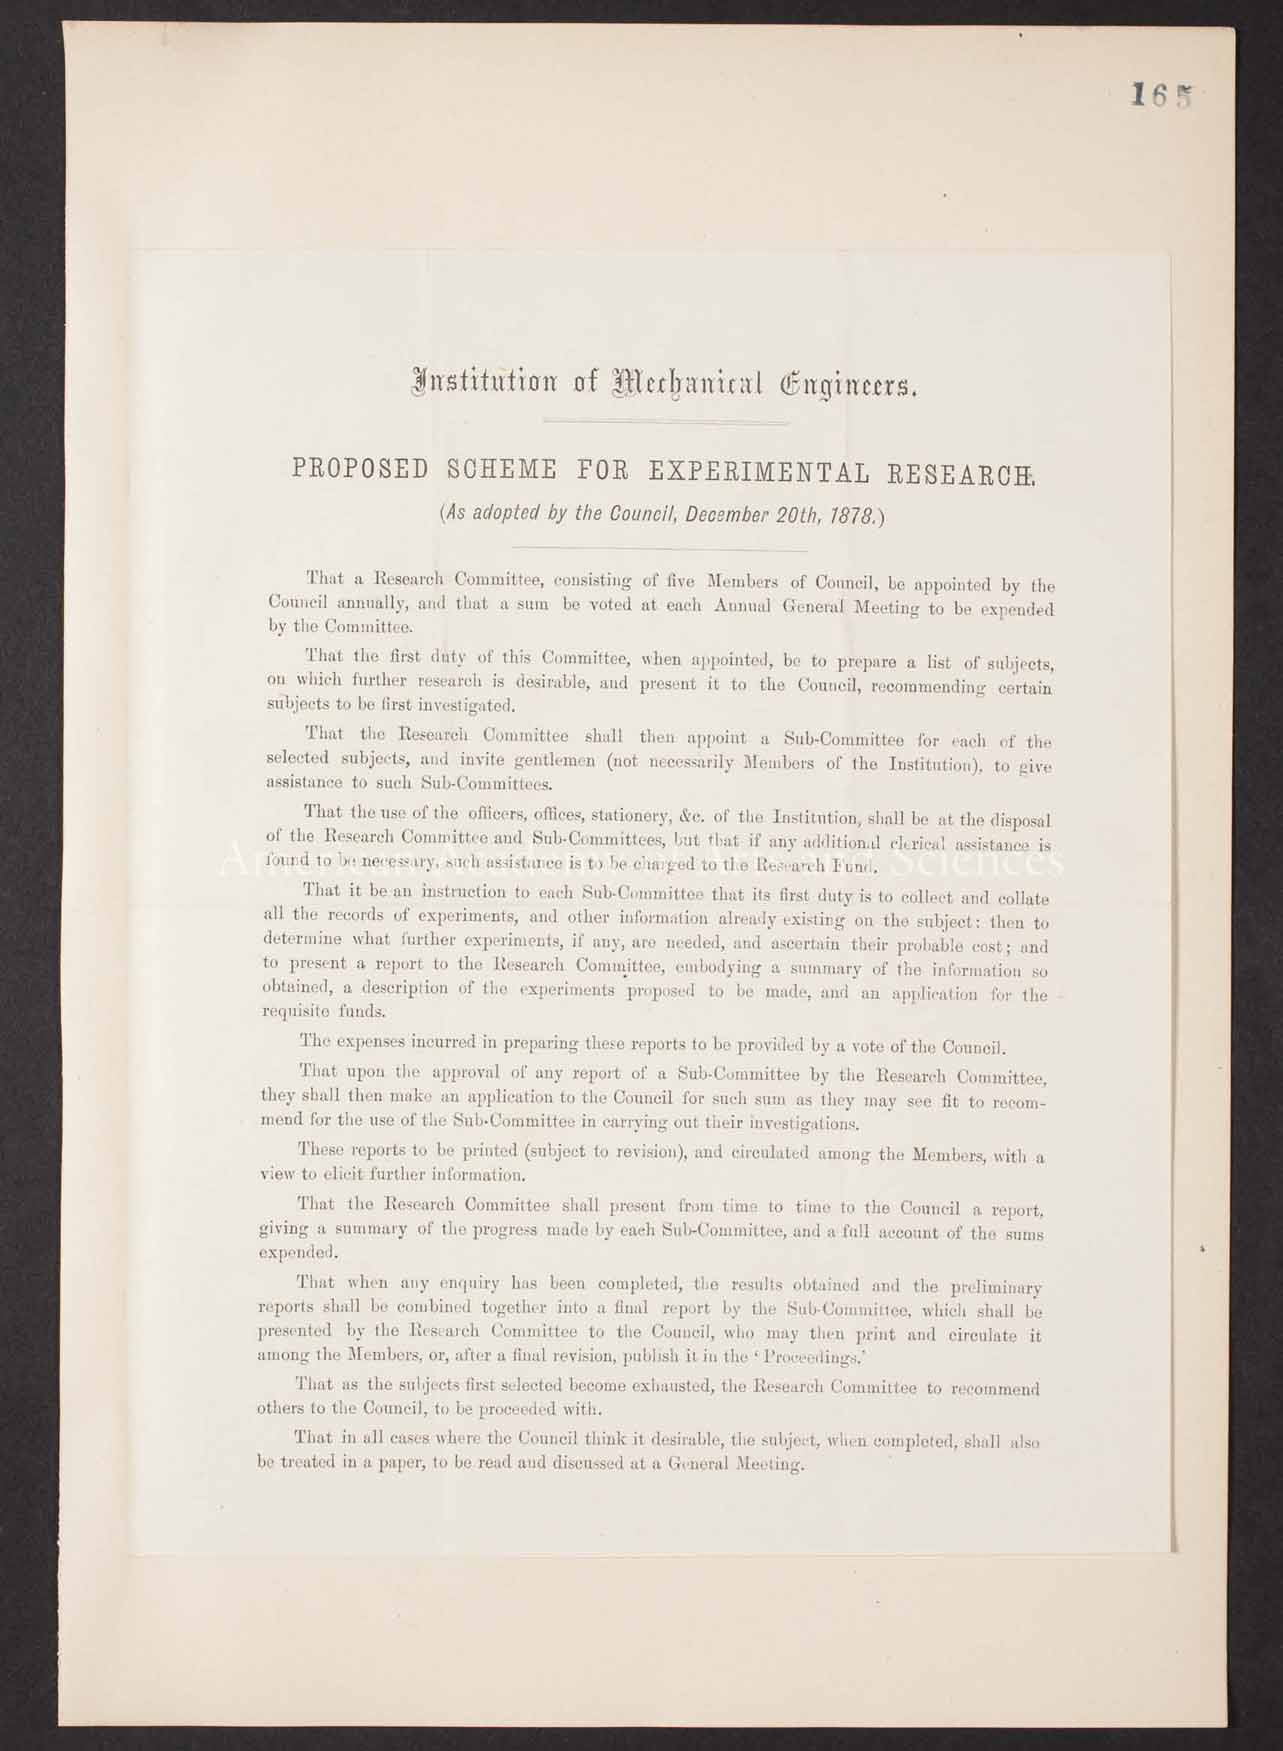 165
Institution of Mechanical Engineers.
PROPOSED SCHEME FOR EXPERIMENTAL RESEARCH.
(As adopted by the Council, December 20th, 1878.)
That a Research Committee, consisting of five Members of Council, be appointed by the
Council annually, and that a sum be voted at each Annual General Meeting to be expended
by the Committee.
That the first duty of this Committee, when appointed, be to prepare a list of subjects,
on which further research is desirable, and present it to the Council, recommending certain
subjects to be first investigated.
That the Research Committee shall then appoint a Sub-Committee for each of the
selected subjects, and invite gentlemen (not necessarily Members of the Institution), to give
assistance to such Sub-Committees.
That the use of the officers, offices, stationery, &c. of the Institution, shall be at the disposal
of the Research Committee and Sub-Committees, but that if any additional clerical assistance is
found to be necessary, such assistance is to be charged to the Research Fund.
American Academy of Arts and Sciences
That it be an instruction to each Sub-Committee that its first duty is to collect and collate
all the records of experiments, and other information already existing on the subject: then to
determine what further experiments, if any, are needed, and ascertain their probable cost; and
to present a report to the Research Committee, embodying a summary of the information so
obtained, a description of the experiments proposed to be made, and an application for the
requisite funds.
The expenses incurred in preparing these reports to be provided by a vote of the Council.
That upon the approval of any report of a Sub-Committee by the Research Committee,
they shall then make an application to the Council for such sum as they may see fit to recom-
mend for the use of the Sub-Committee in carrying out their investigations.
These reports to be printed (subject to revision), and circulated among the Members, with a
view to elicit further information.
That the Research Committee shall present from time to time to the Council a report,
giving a summary of the progress made by each Sub-Committee, and a full account of the sums
expended.
That when any enquiry has been completed, the results obtained and the preliminary
reports shall be combined together into a final report by the Sub-Committee, which shall be
presented by the Research Committee to the Council, who may then print and circulate it
among the Members, or, after a final revision, publish it in the ‘Proceedings.’
That as the subjects first selected become exhausted, the Research Committee to recommend
others to the Council, to be proceeded with.
That in all cases where the Council think it desirable, the subject, when completed, shall also
be treated in a paper, to be read and discussed at a General Meeting.